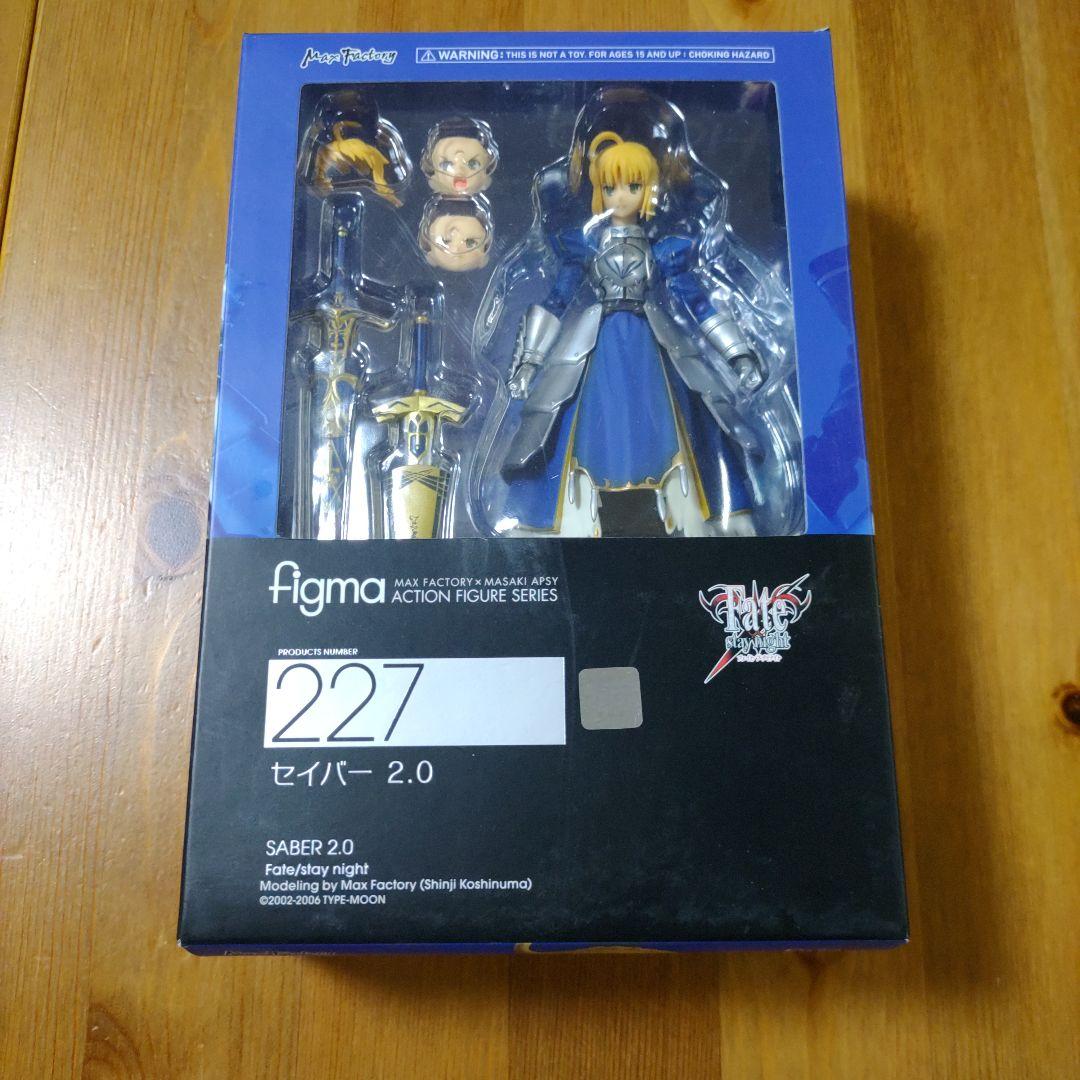 Max Factory
⚠ WARNING: THIS IS NOT A TOY. FOR AGES 15 AND UP : CHOKING HAZARD
figma
MAX FACTORY × MASAKI APSY
ACTION FIGURE SERIES
Fate
stay night
PRODUCTS NUMBER
227
セイバー 2.0
SABER 2.0
Fate/stay night
Modeling by Max Factory (Shinji Koshinuma)
©2002-2006 TYPE-MOON